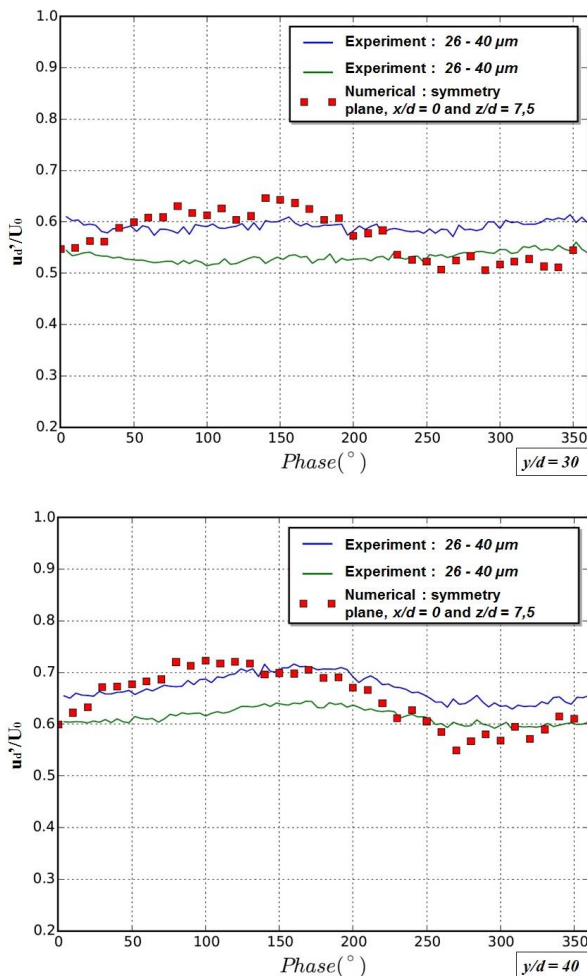 1.0
0.9
0.8
0.7
0.6
0.5
0.4
0.3
0.2
u_d'/U_0
Experiment : 26 - 40 µm
Experiment : 26 - 40 µm
Numerical : symmetry
plane, x/d = 0 and z/d = 7,5
0 50 100 150 200 250 300 350
Phase(°)
y/d = 30
1.0
0.9
0.8
0.7
0.6
0.5
0.4
0.3
0.2
u_d'/U_0
Experiment : 26 - 40 µm
Experiment : 26 - 40 µm
Numerical : symmetry
plane, x/d = 0 and z/d = 7,5
0 50 100 150 200 250 300 350
Phase(°)
y/d = 40